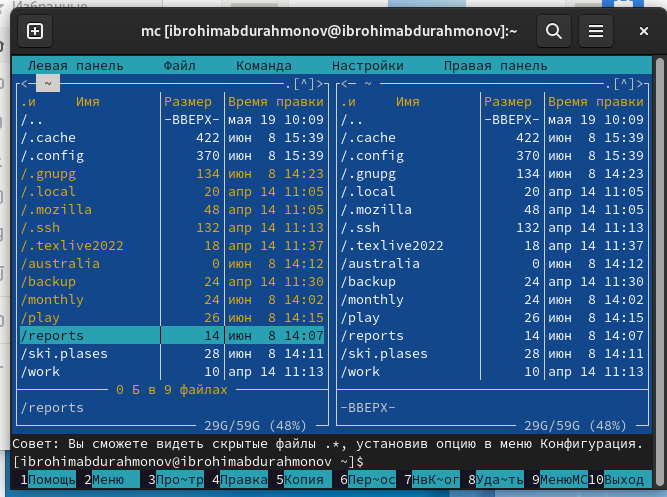 mc [ibrohimabdurahmonov@ibrohimabdurahmonov]:~
Левая панель Файл Команда Настройки Правая панель
<— ~ .[^]> <— ~ .[^]>
.и Имя Размер Время правки .и Имя Размер Время правки
/.. -ВВЕРХ- мая 19 10:09 /.. -ВВЕРХ- мая 19 10:09
/.cache 422 июн 8 15:39 /.cache 422 июн 8 15:39
/.config 370 июн 8 15:39 /.config 370 июн 8 15:39
/.gnupg 134 июн 8 14:23 /.gnupg 134 июн 8 14:23
/.local 20 апр 14 11:05 /.local 20 апр 14 11:05
/.mozilla 48 апр 14 11:05 /.mozilla 48 апр 14 11:05
/.ssh 132 апр 14 11:13 /.ssh 132 апр 14 11:13
/.texlive2022 18 апр 14 11:37 /.texlive2022 18 апр 14 11:37
/australia 0 июн 8 14:12 /australia 0 июн 8 14:12
/backup 24 апр 14 11:30 /backup 24 апр 14 11:30
/monthly 24 июн 8 14:02 /monthly 24 июн 8 14:02
/play 26 июн 8 14:15 /play 26 июн 8 14:15
/reports 14 июн 8 14:07 /reports 14 июн 8 14:07
/ski.plases 28 июн 8 14:11 /ski.plases 28 июн 8 14:11
/work 10 апр 14 11:13 /work 10 апр 14 11:13
0 Б в 9 файлах
/reports -ВВЕРХ-
29G/59G (48%) 29G/59G (48%)
Совет: Вы сможете видеть скрытые файлы .*, установив опцию в меню Конфигурация.
[ibrohimabdurahmonov@ibrohimabdurahmonov ~]$
1Помощь 2Меню 3Про~тр 4Правка 5Копия 6Пер~ос 7НвК~ог 8Уда~ть 9МенюМС 10Выход